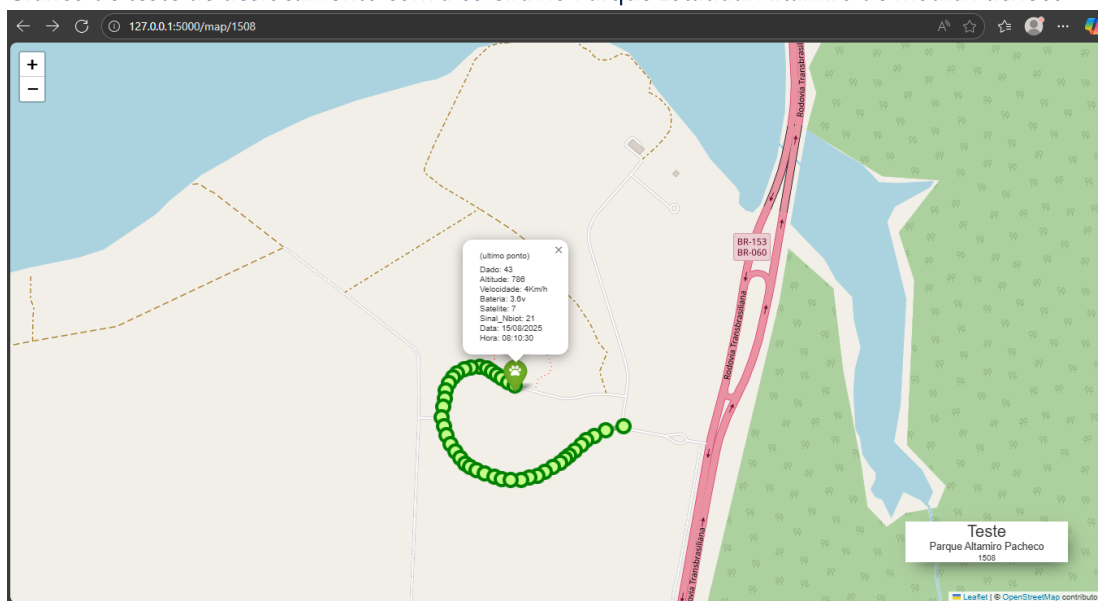 127.0.0.1:5000/map/1508
+
−
Rodovia Transbrasiliana
BR-153
BR-060
(ultimo ponto)
×
Dado: 43
Altitude: 786
Velocidade: 4Km/h
Bateria: 3.6v
Satelite: 7
Sinal_Nbiot: 21
Data: 15/08/2025
Hora: 08:10:30
Rodovia Transbrasiliana
Teste
Parque Altamiro Pacheco
1508
Leaflet | © OpenStreetMap contributo